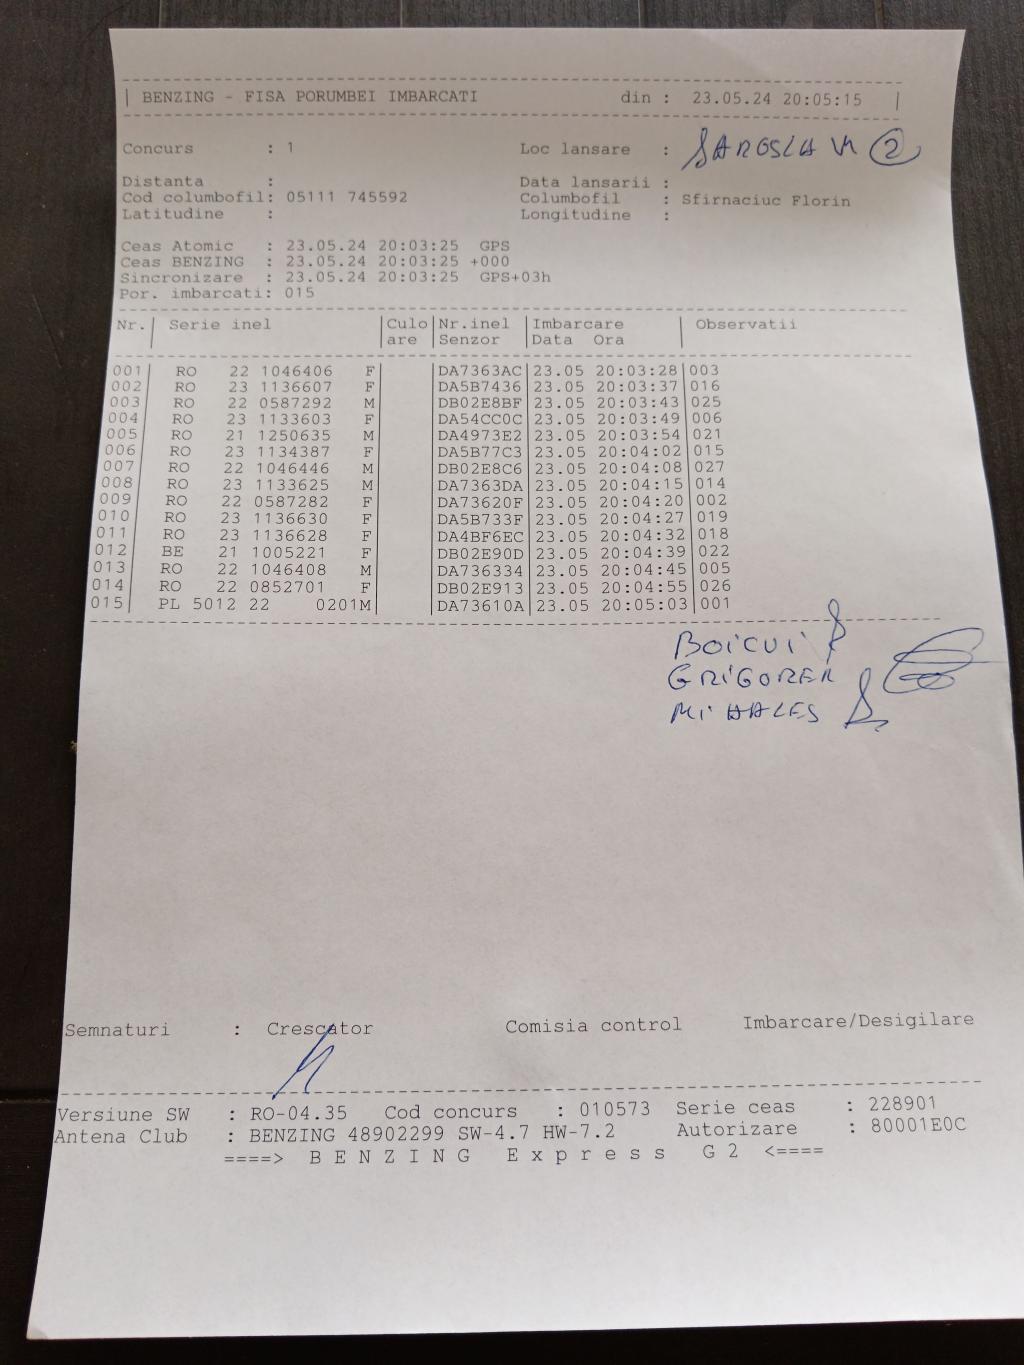 BENZING - FISA PORUMBEI IMBARCATI din : 23.05.24 20:05:15
Concurs : 1 Loc lansare : JAROSLAVI 2
Distanta : Data lansarii :
Cod columbofil: 05111 745592 Columbofil : Sfirnaciuc Florin
Latitudine : Longitudine :
Ceas Atomic : 23.05.24 20:03:25 GPS
Ceas BENZING : 23.05.24 20:03:25 +000
Sincronizare : 23.05.24 20:03:25 GPS+03h
Por. imbarcati: 015
Nr. Serie inel Culo Nr.inel Imbarcare Observatii
are Senzor Data Ora
001 RO 22 1046406 F DA7363AC 23.05 20:03:28 003
002 RO 23 1136607 F DA5B7436 23.05 20:03:37 016
003 RO 22 0587292 M DB02E8BF 23.05 20:03:43 025
004 RO 23 1133603 F DA54CC0C 23.05 20:03:49 006
005 RO 21 1250635 M DA4973E2 23.05 20:03:54 021
006 RO 23 1134387 F DA5B77C3 23.05 20:04:02 015
007 RO 22 1046446 M DB02E8C6 23.05 20:04:08 027
008 RO 23 1133625 M DA7363DA 23.05 20:04:15 014
009 RO 22 0587282 F DA73620F 23.05 20:04:20 002
010 RO 23 1136630 F DA5B733F 23.05 20:04:27 019
011 RO 23 1136628 F DA4BF6EC 23.05 20:04:32 018
012 BE 21 1005221 F DB02E90D 23.05 20:04:39 022
013 RO 22 1046408 M DA736334 23.05 20:04:45 005
014 RO 22 0852701 F DB02E913 23.05 20:04:55 026
015 PL 5012 22 0201M DA73610A 23.05 20:05:03 001
BOICUI
GRIGOREA
MIHALES
Semnaturi : Crescator Comisia control Imbarcare/Desigilare
Versiune SW : RO-04.35 Cod concurs : 010573 Serie ceas : 228901
Antena Club : BENZING 48902299 SW-4.7 HW-7.2 Autorizare : 80001E0C
====> B E N Z I N G E x p r e s s G 2 <====